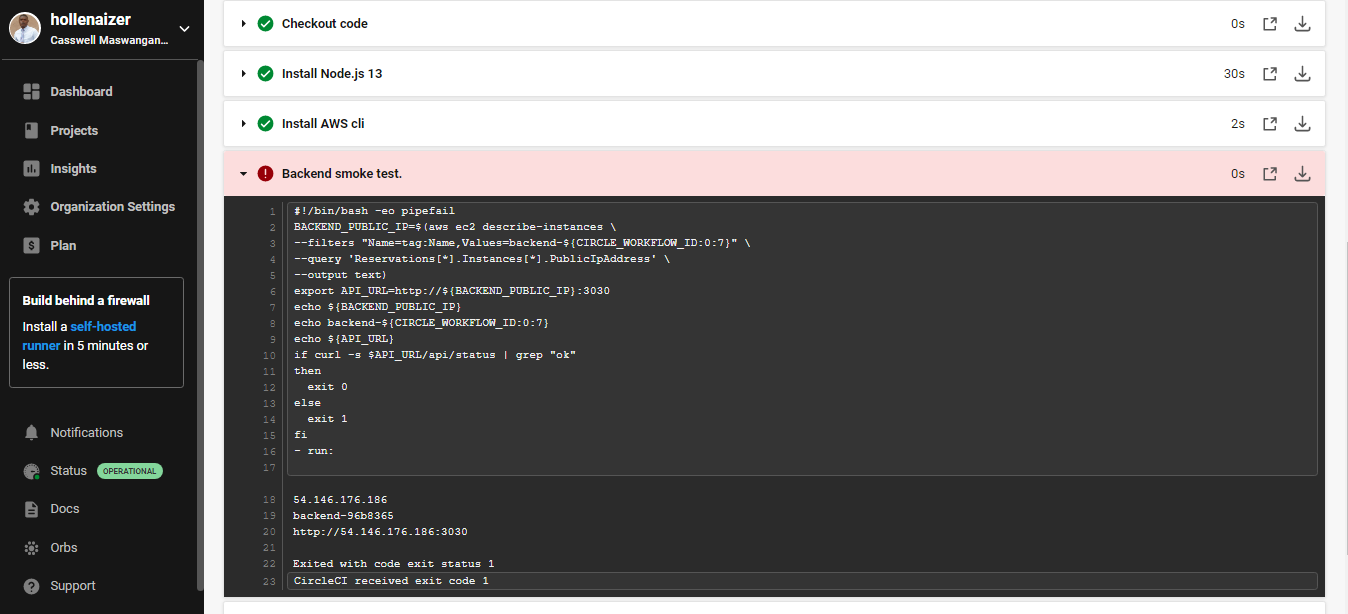 hollenaizer
Casswell Maswangan...
Dashboard
Projects
Insights
Organization Settings
Plan
Build behind a firewall
Install a self-hosted
runner in 5 minutes or
less.
Notifications
Status OPERATIONAL
Docs
Orbs
Support
Checkout code 0s
Install Node.js 13 30s
Install AWS cli 2s
Backend smoke test. 0s
1 #!/bin/bash -eo pipefail
2 BACKEND_PUBLIC_IP=$(aws ec2 describe-instances \
3 --filters "Name=tag:Name,Values=backend-${CIRCLE_WORKFLOW_ID:0:7}" \
4 --query 'Reservations[*].Instances[*].PublicIpAddress' \
5 --output text)
6 export API_URL=http://${BACKEND_PUBLIC_IP}:3030
7 echo ${BACKEND_PUBLIC_IP}
8 echo backend-${CIRCLE_WORKFLOW_ID:0:7}
9 echo ${API_URL}
10 if curl -s $API_URL/api/status | grep "ok"
11 then
12 exit 0
13 else
14 exit 1
15 fi
16 - run:
17
18 54.146.176.186
19 backend-96b8365
20 http://54.146.176.186:3030
21
22 Exited with code exit status 1
23 CircleCI received exit code 1